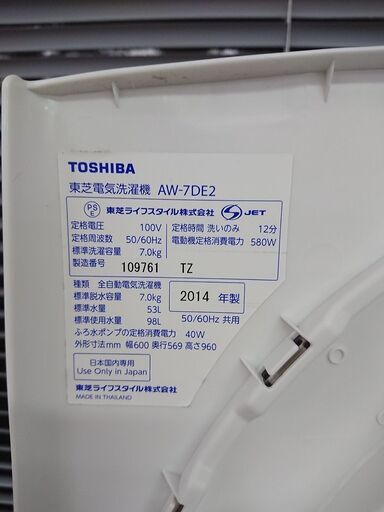 TOSHIBA
東芝電気洗濯機 AW-7DE2
PS E 東芝ライフスタイル株式会社 S JET
定格電圧 100V 定格時間 洗いのみ 12分
定格周波数 50/60Hz 電動機定格消費電力 580W
標準洗濯容量 7.0kg
製造番号 109761 TZ
種類 全自動電気洗濯機
標準脱水容量 7.0kg 2014 年製
標準水量 53L
標準使用水量 98L 50/60Hz 共用
ふろ水ポンプの定格消費電力 40W
外形寸法mm 幅600 奥行569 高さ960
日本国内専用
Use Only in Japan
東芝ライフスタイル株式会社
MADE IN THAILAND